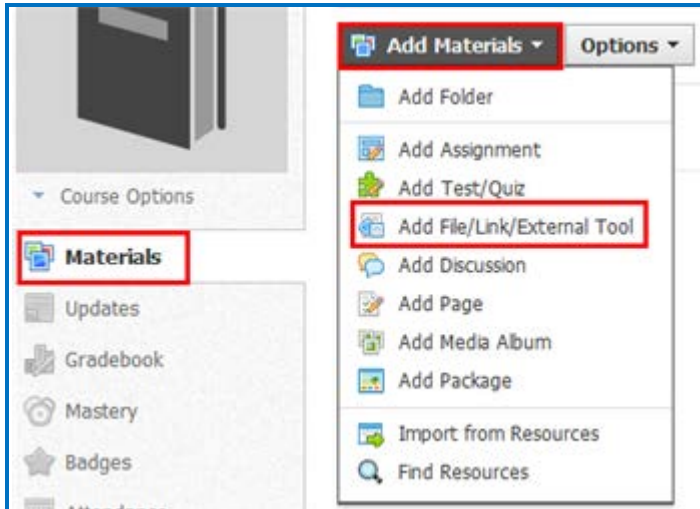 Add Materials
Options
Add Folder
Add Assignment
Add Test/Quiz
Add File/Link/External Tool
Add Discussion
Add Page
Add Media Album
Add Package
Import from Resources
Find Resources
Course Options
Materials
Updates
Gradebook
Mastery
Badges